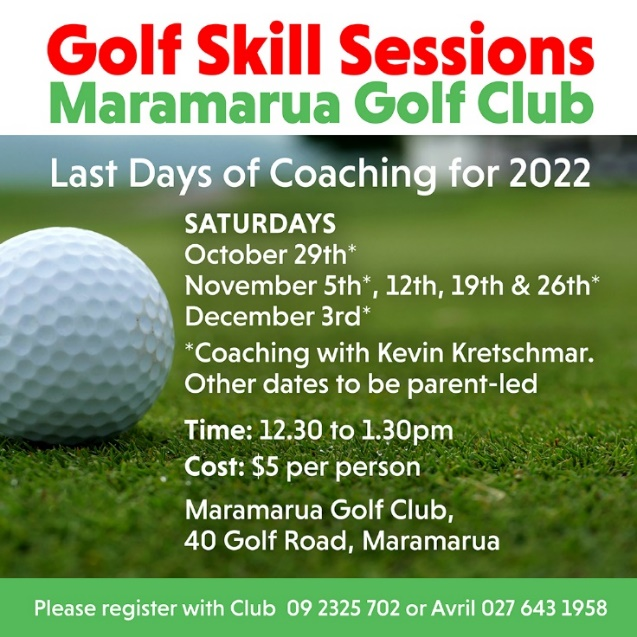 Golf Skill Sessions
Maramarua Golf Club
Last Days of Coaching for 2022
SATURDAYS
October 29th*
November 5th*, 12th, 19th & 26th*
December 3rd*
*Coaching with Kevin Kretschmar.
Other dates to be parent-led
Time: 12.30 to 1.30pm
Cost: $5 per person
Maramarua Golf Club,
40 Golf Road, Maramarua
Please register with Club 09 2325 702 or Avril 027 643 1958